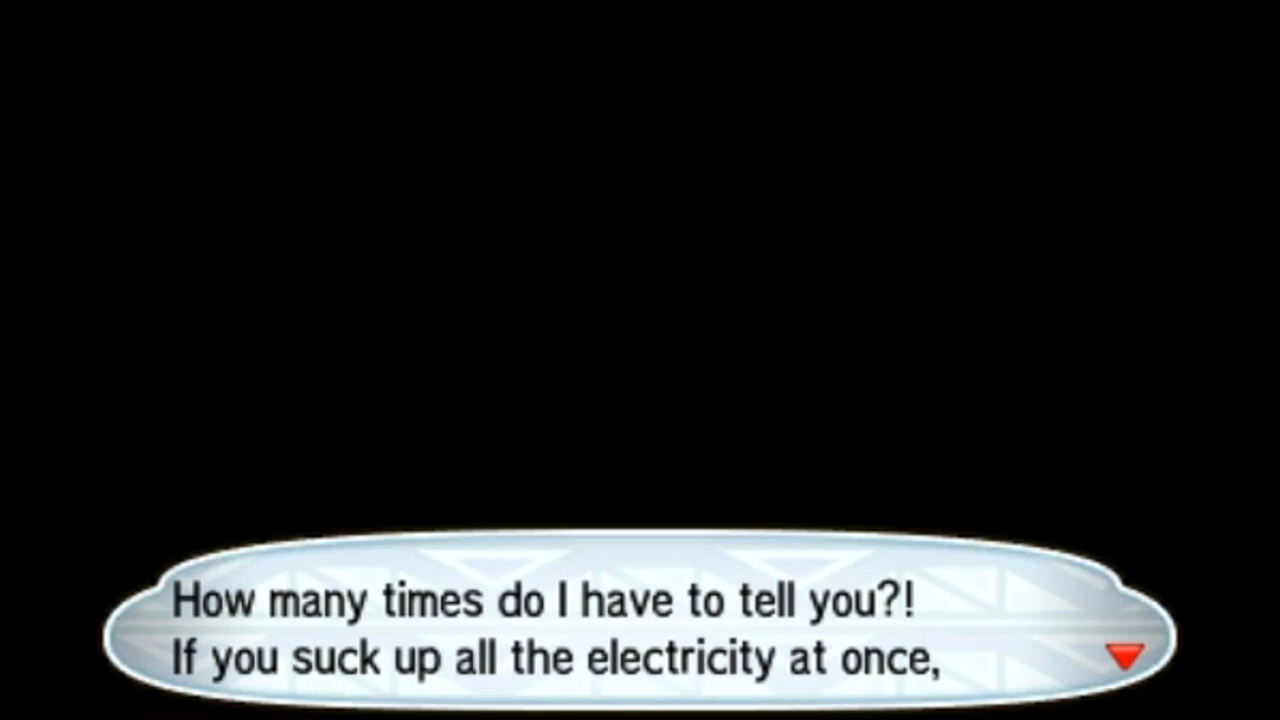 How many times do I have to tell you?!
If you suck up all the electricity at once,